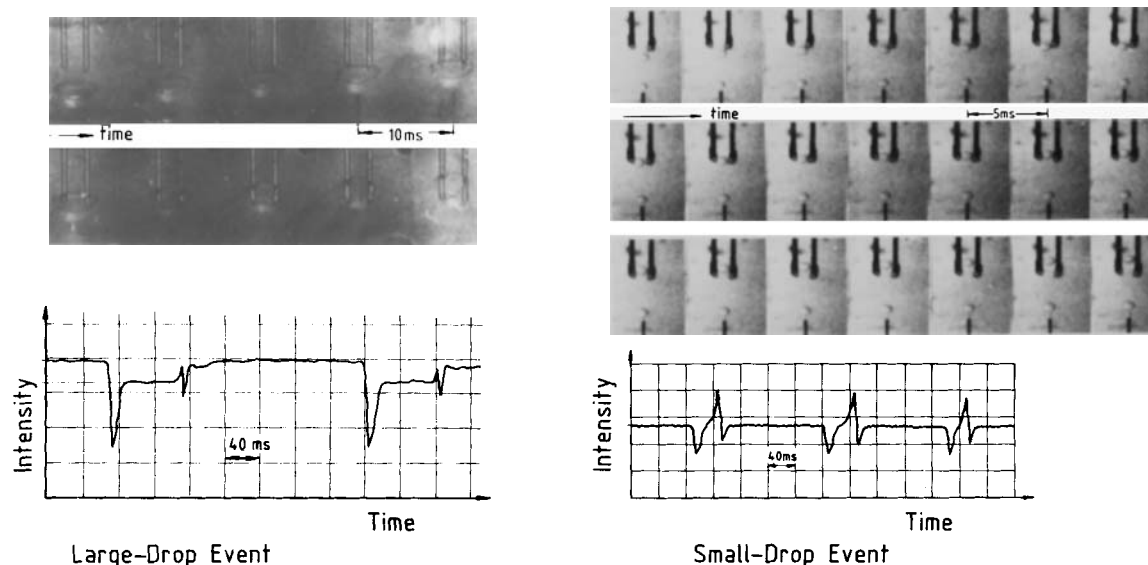 time
10ms
time
5ms
Intensity
40 ms
Time
Large-Drop Event
Intensity
40ms
Time
Small-Drop Event